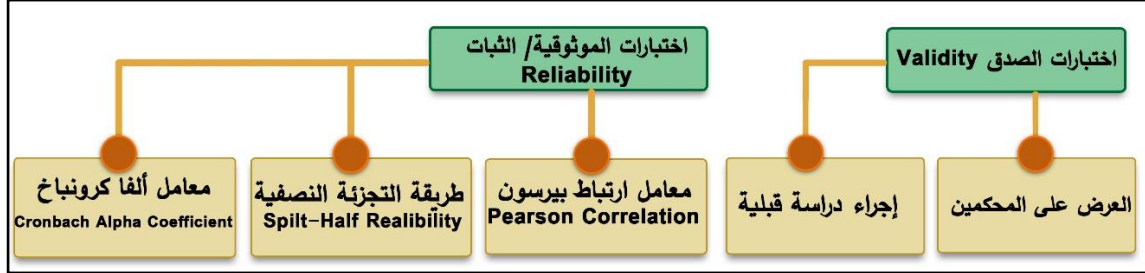 اختبارات الصدق Validity
اختبارات الموثوقية/ الثبات
Reliability
العرض على المحكمين
إجراء دراسة قبلية
معامل ارتباط بيرسون
Pearson Correlation
طريقة التجزئة النصفية
Spilt-Half Realibility
معامل ألفا كرونباخ
Cronbach Alpha Coefficient